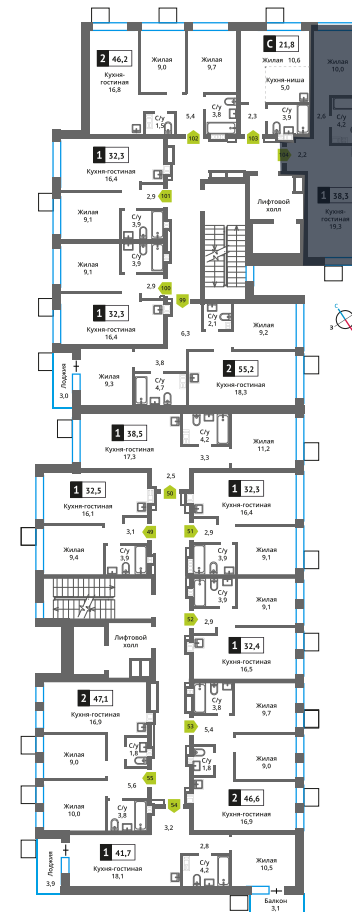 2 46,2
Кухня-
гостиная
16,8
Жилая
9,0
Жилая
9,7
С 21,8
Жилая 10,6
Кухня-ниша
5,0
Жилая
10,0
С/у
1,5
5,4
С/у
3,8
2,3
С/у
3,9
2,6
С/у
4,2
102
103
104
2,2
1 32,3
Кухня-гостиная
16,4
2,9
101
Лифтовой
холл
1 38,3
Кухня-
гостиная
19,3
Жилая
9,1
С/у
3,9
Жилая
9,1
С/у
3,9
2,9
100
99
1 32,3
Кухня-гостиная
16,4
6,3
С/у
2,1
Жилая
9,2
С
З
Лоджия
3,0
Жилая
9,3
3,8
С/у
4,7
2 55,2
Кухня-гостиная
18,3
1 38,5
Кухня-гостиная
17,3
С/у
4,2
3,3
Жилая
11,2
2,5
50
1 32,5
Кухня-гостиная
16,1
1 32,3
Кухня-гостиная
16,4
3,1
49
51
2,9
Жилая
9,4
С/у
3,9
С/у
3,9
Жилая
9,1
С/у
3,9
Жилая
9,1
52
2,9
Лифтовой
холл
1 32,4
Кухня-гостиная
16,5
2 47,1
Кухня-гостиная
16,9
С/у
3,8
Жилая
9,7
53
5,4
Жилая
9,0
С/у
1,8
С/у
1,8
Жилая
9,0
55
5,6
Жилая
10,0
С/у
3,8
54
2 46,6
Кухня-гостиная
16,9
3,2
Лоджия
3,9
1 41,7
Кухня-гостиная
18,1
2,8
С/у
4,2
Жилая
10,5
Балкон
3,1